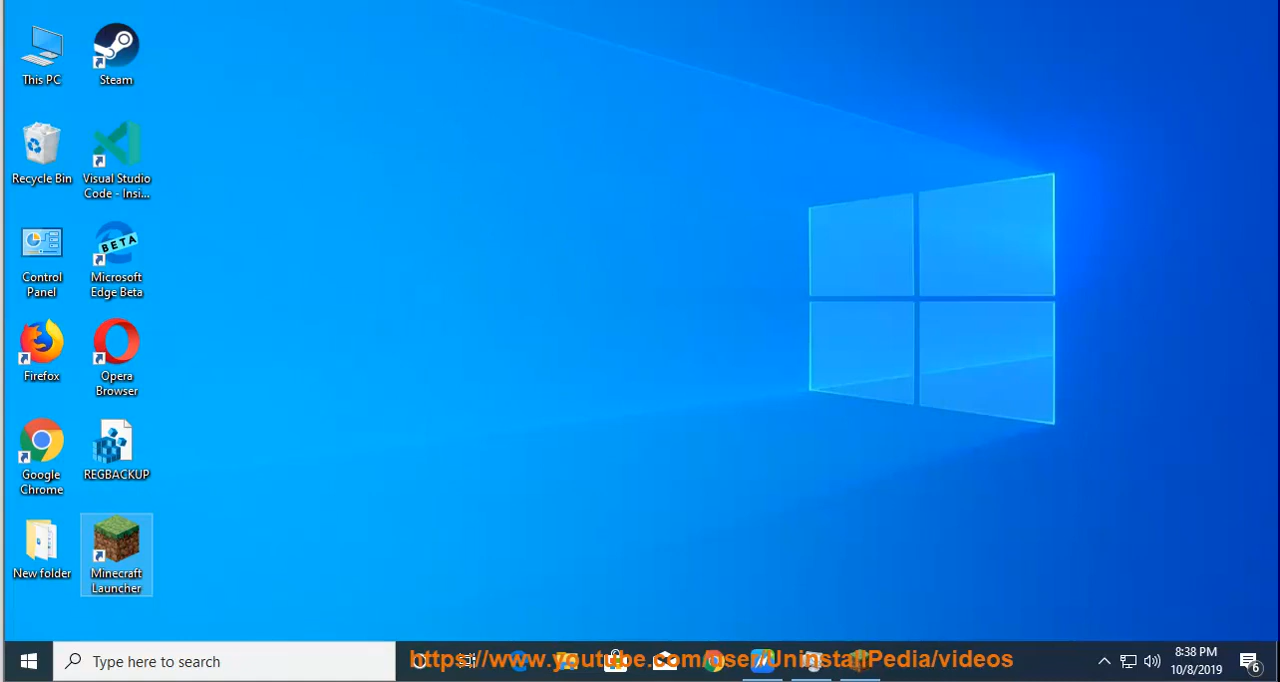 This PC
Steam
Recycle Bin
Visual Studio
Code - Insi...
Control
Panel
BETA
Microsoft
Edge Beta
Firefox
Opera
Browser
Google
Chrome
REGBACKUP
New folder
Minecraft
Launcher
Type here to search
https://www.youtube.com/user/UninstallPedia/videos
8:38 PM
10/8/2019
6